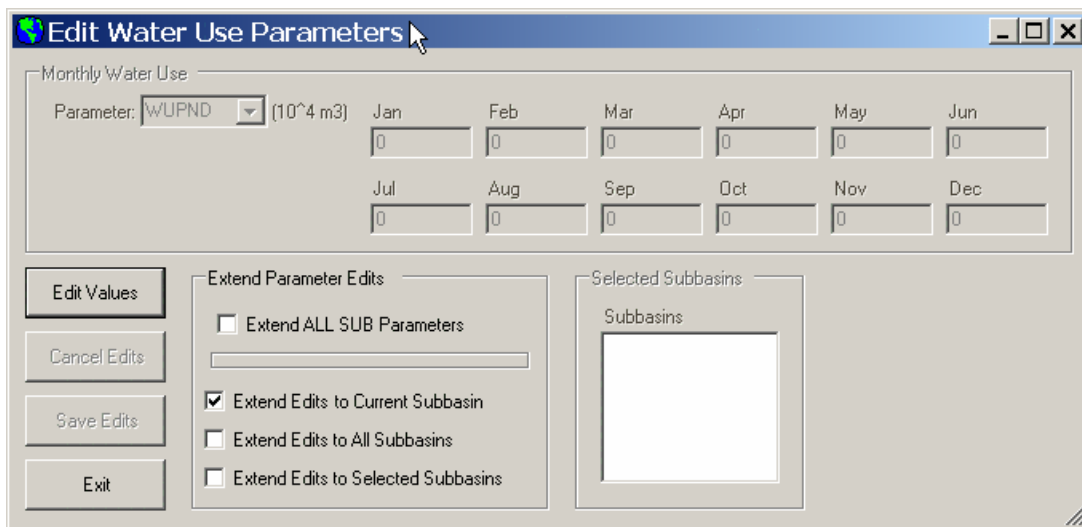 Edit Water Use Parameters
Monthly Water Use
Parameter: WUPND (10^4 m3) Jan Feb Mar Apr May Jun
0 0 0 0 0 0
Jul Aug Sep Oct Nov Dec
0 0 0 0 0 0
Edit Values
Cancel Edits
Save Edits
Exit
Extend Parameter Edits
Extend ALL SUB Parameters
Extend Edits to Current Subbasin
Extend Edits to All Subbasins
Extend Edits to Selected Subbasins
Selected Subbasins
Subbasins